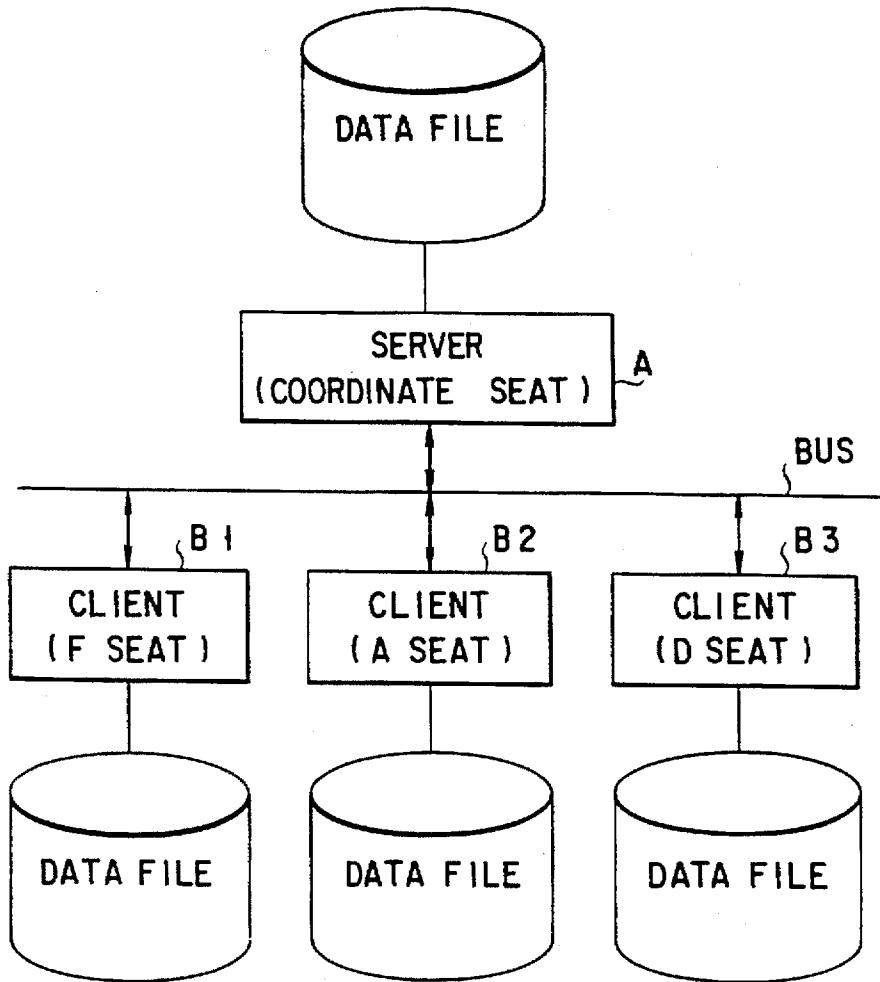 DATA FILE
SERVER
(COORDINATE SEAT)
A
BUS
B1
B2
B3
CLIENT
(F SEAT)
CLIENT
(A SEAT)
CLIENT
(D SEAT)
DATA FILE
DATA FILE
DATA FILE